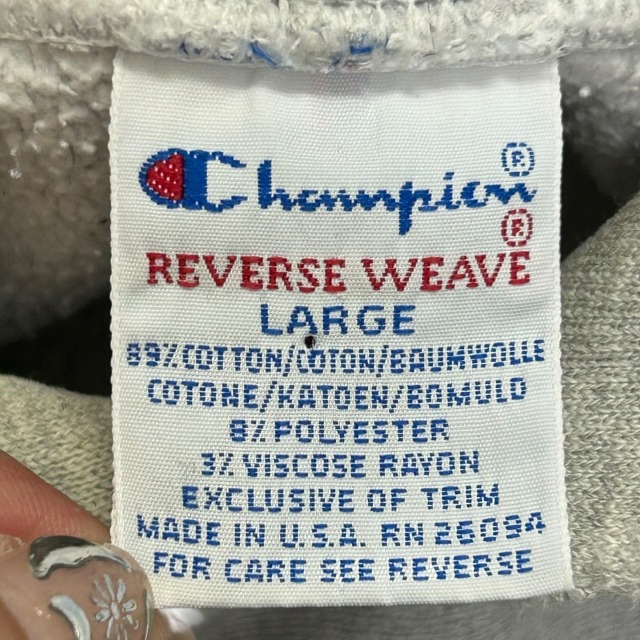 Champion®
®
REVERSE WEAVE
LARGE
89% COTTON/COTON/BAUMWOLLE
COTONE/KATOEN/BOMULD
8% POLYESTER
3% VISCOSE RAYON
EXCLUSIVE OF TRIM
MADE IN U.S.A. RN 26094
FOR CARE SEE REVERSE